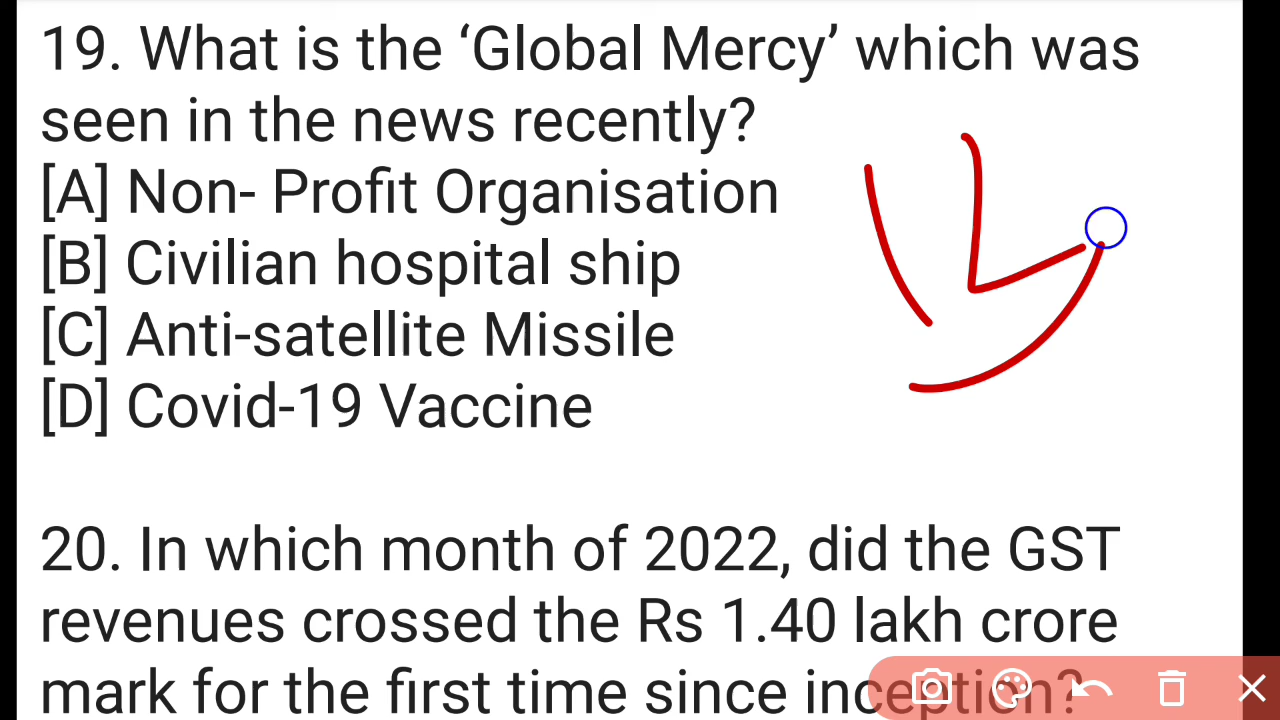 19. What is the ‘Global Mercy’ which was
seen in the news recently?
[A] Non- Profit Organisation
[B] Civilian hospital ship
[C] Anti-satellite Missile
[D] Covid-19 Vaccine
20. In which month of 2022, did the GST
revenues crossed the Rs 1.40 lakh crore
mark for the first time since inception?